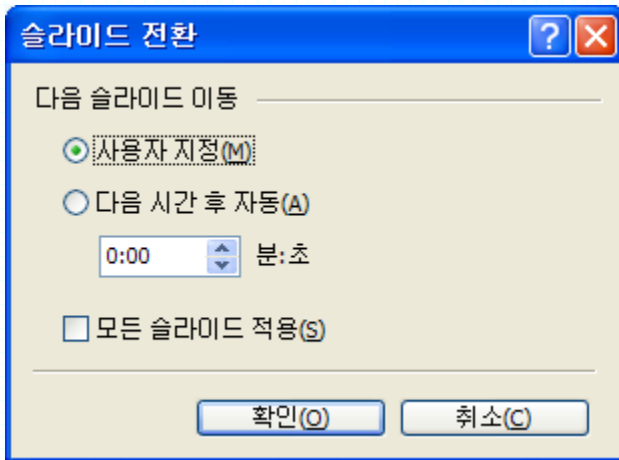 슬라이드 전환
다음 슬라이드 이동
사용자 지정(M)
다음 시간 후 자동(A)
0:00 분:초
모든 슬라이드 적용(S)
확인(O) 취소(C)